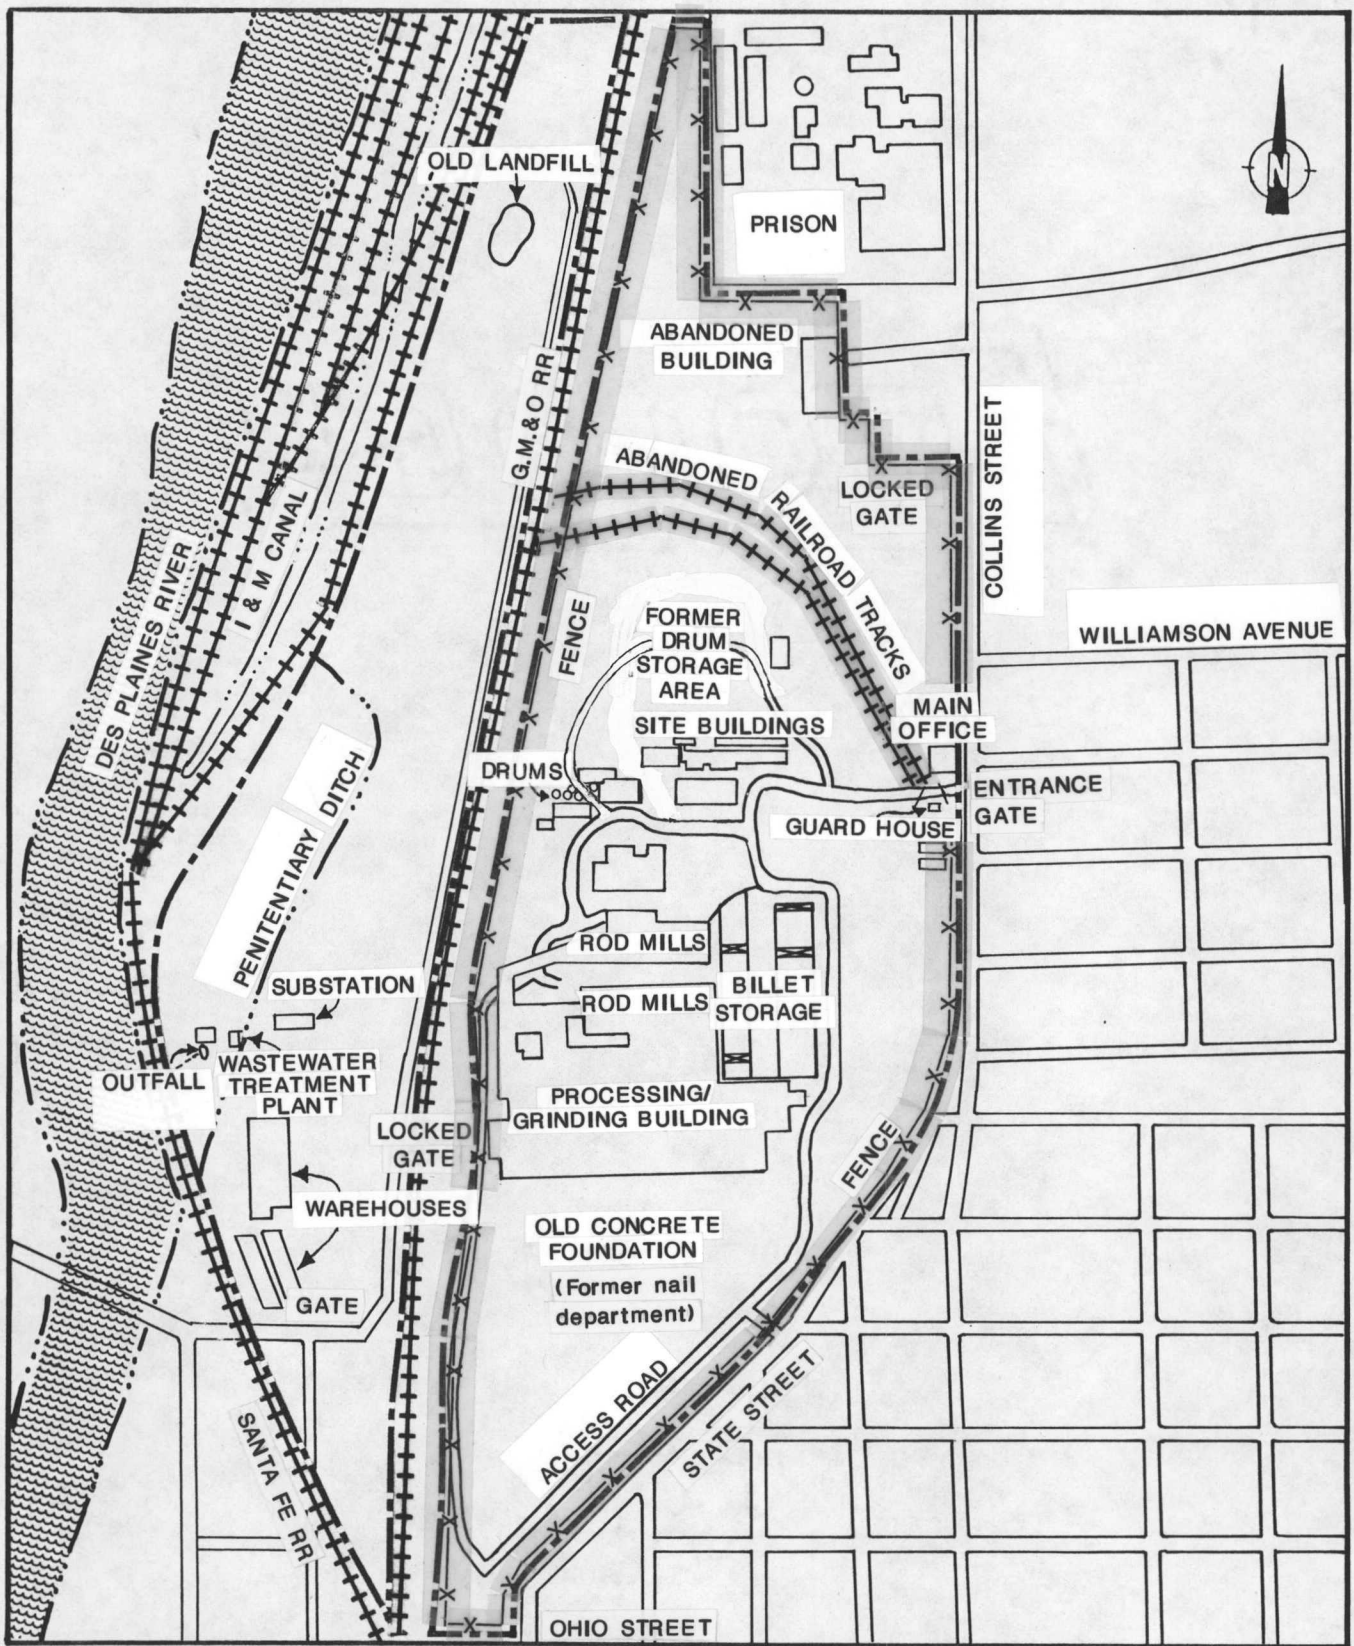 OLD LANDFILL
N
PRISON
ABANDONED
BUILDING
G.M.&O RR
COLLINS STREET
ABANDONED RAILROAD TRACKS
LOCKED
GATE
I & M CANAL
DES PLAINES RIVER
FENCE
FORMER
DRUM
STORAGE
AREA
WILLIAMSON AVENUE
SITE BUILDINGS
MAIN
OFFICE
DRUMS
ENTRANCE
GATE
GUARD HOUSE
PENITENTIARY DITCH
ROD MILLS
SUBSTATION
ROD MILLS
BILLET
STORAGE
OUTFALL
WASTEWATER
TREATMENT
PLANT
PROCESSING/
GRINDING BUILDING
LOCKED
GATE
FENCE
WAREHOUSES
OLD CONCRETE
FOUNDATION
(Former nail
department)
GATE
ACCESS ROAD
STATE STREET
SANTA FE RR
OHIO STREET